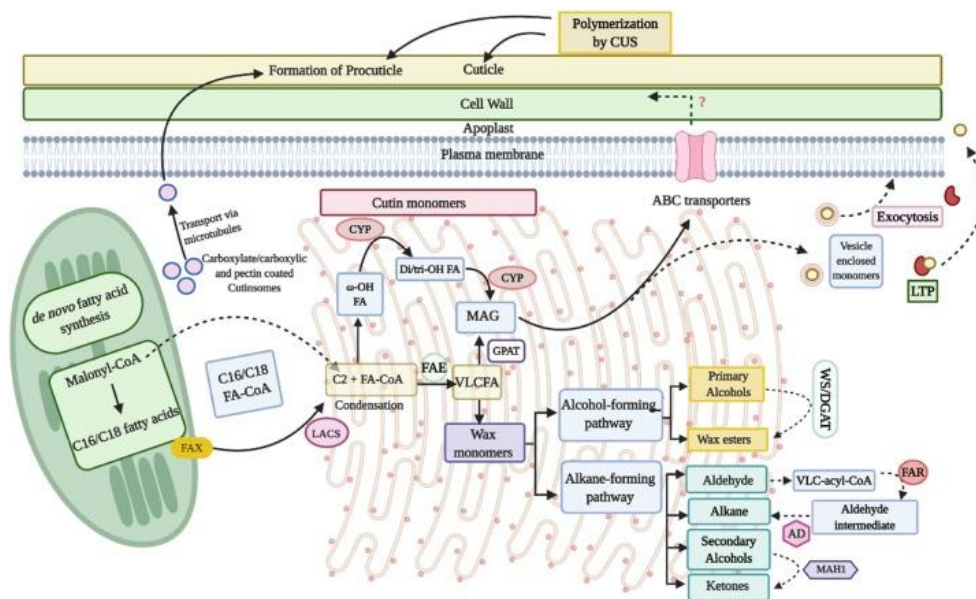 Polymerization
by CUS
Formation of Procuticle
Cuticle
Cell Wall
?
Apoplast
Plasma membrane
Transport via
microtubules
Carboxylate/carboxylic
and pectin coated
Cutinsomes
Cutin monomers
ABC transporters
Exocytosis
Vesicle
enclosed
monomers
LTP
CYP
ω-OH
FA
Di/tri-OH FA
CYP
MAG
GPAT
de novo fatty acid
synthesis
Malonyl-CoA
C16/C18 fatty acids
FAX
C16/C18
FA-CoA
LACS
C2 + FA-CoA
Condensation
FAE
VLCFA
Wax
monomers
Alcohol-forming
pathway
Primary
Alcohols
Wax esters
WS/DGAT
Alkane-forming
pathway
Aldehyde
VLC-acyl-CoA
FAR
Alkane
Aldehyde
intermediate
AD
Secondary
Alcohols
MAH1
Ketones